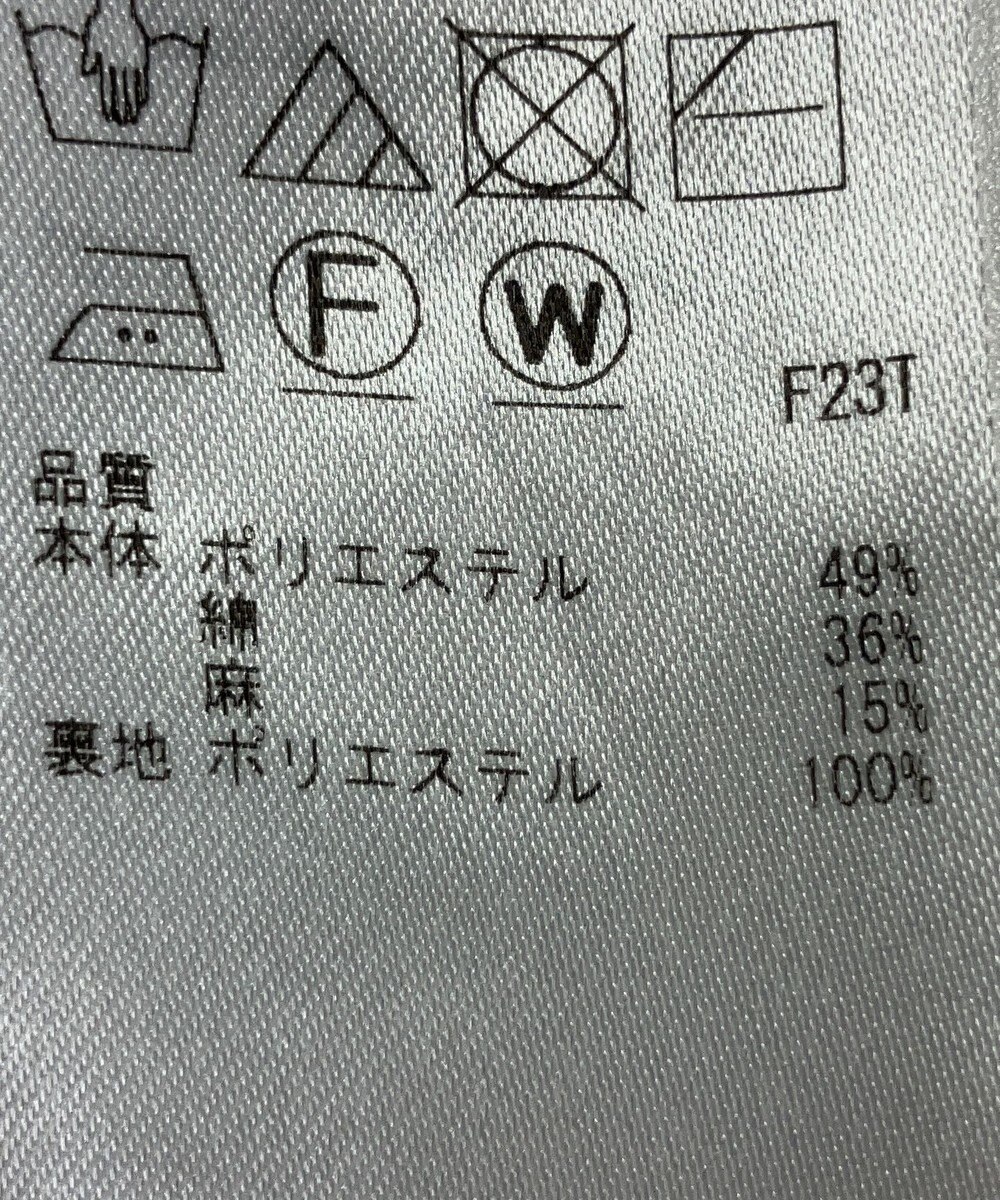 F W
F23T
品質
本体 ポリエステル 49%
綿 36%
麻 15%
裏地 ポリエステル 100%